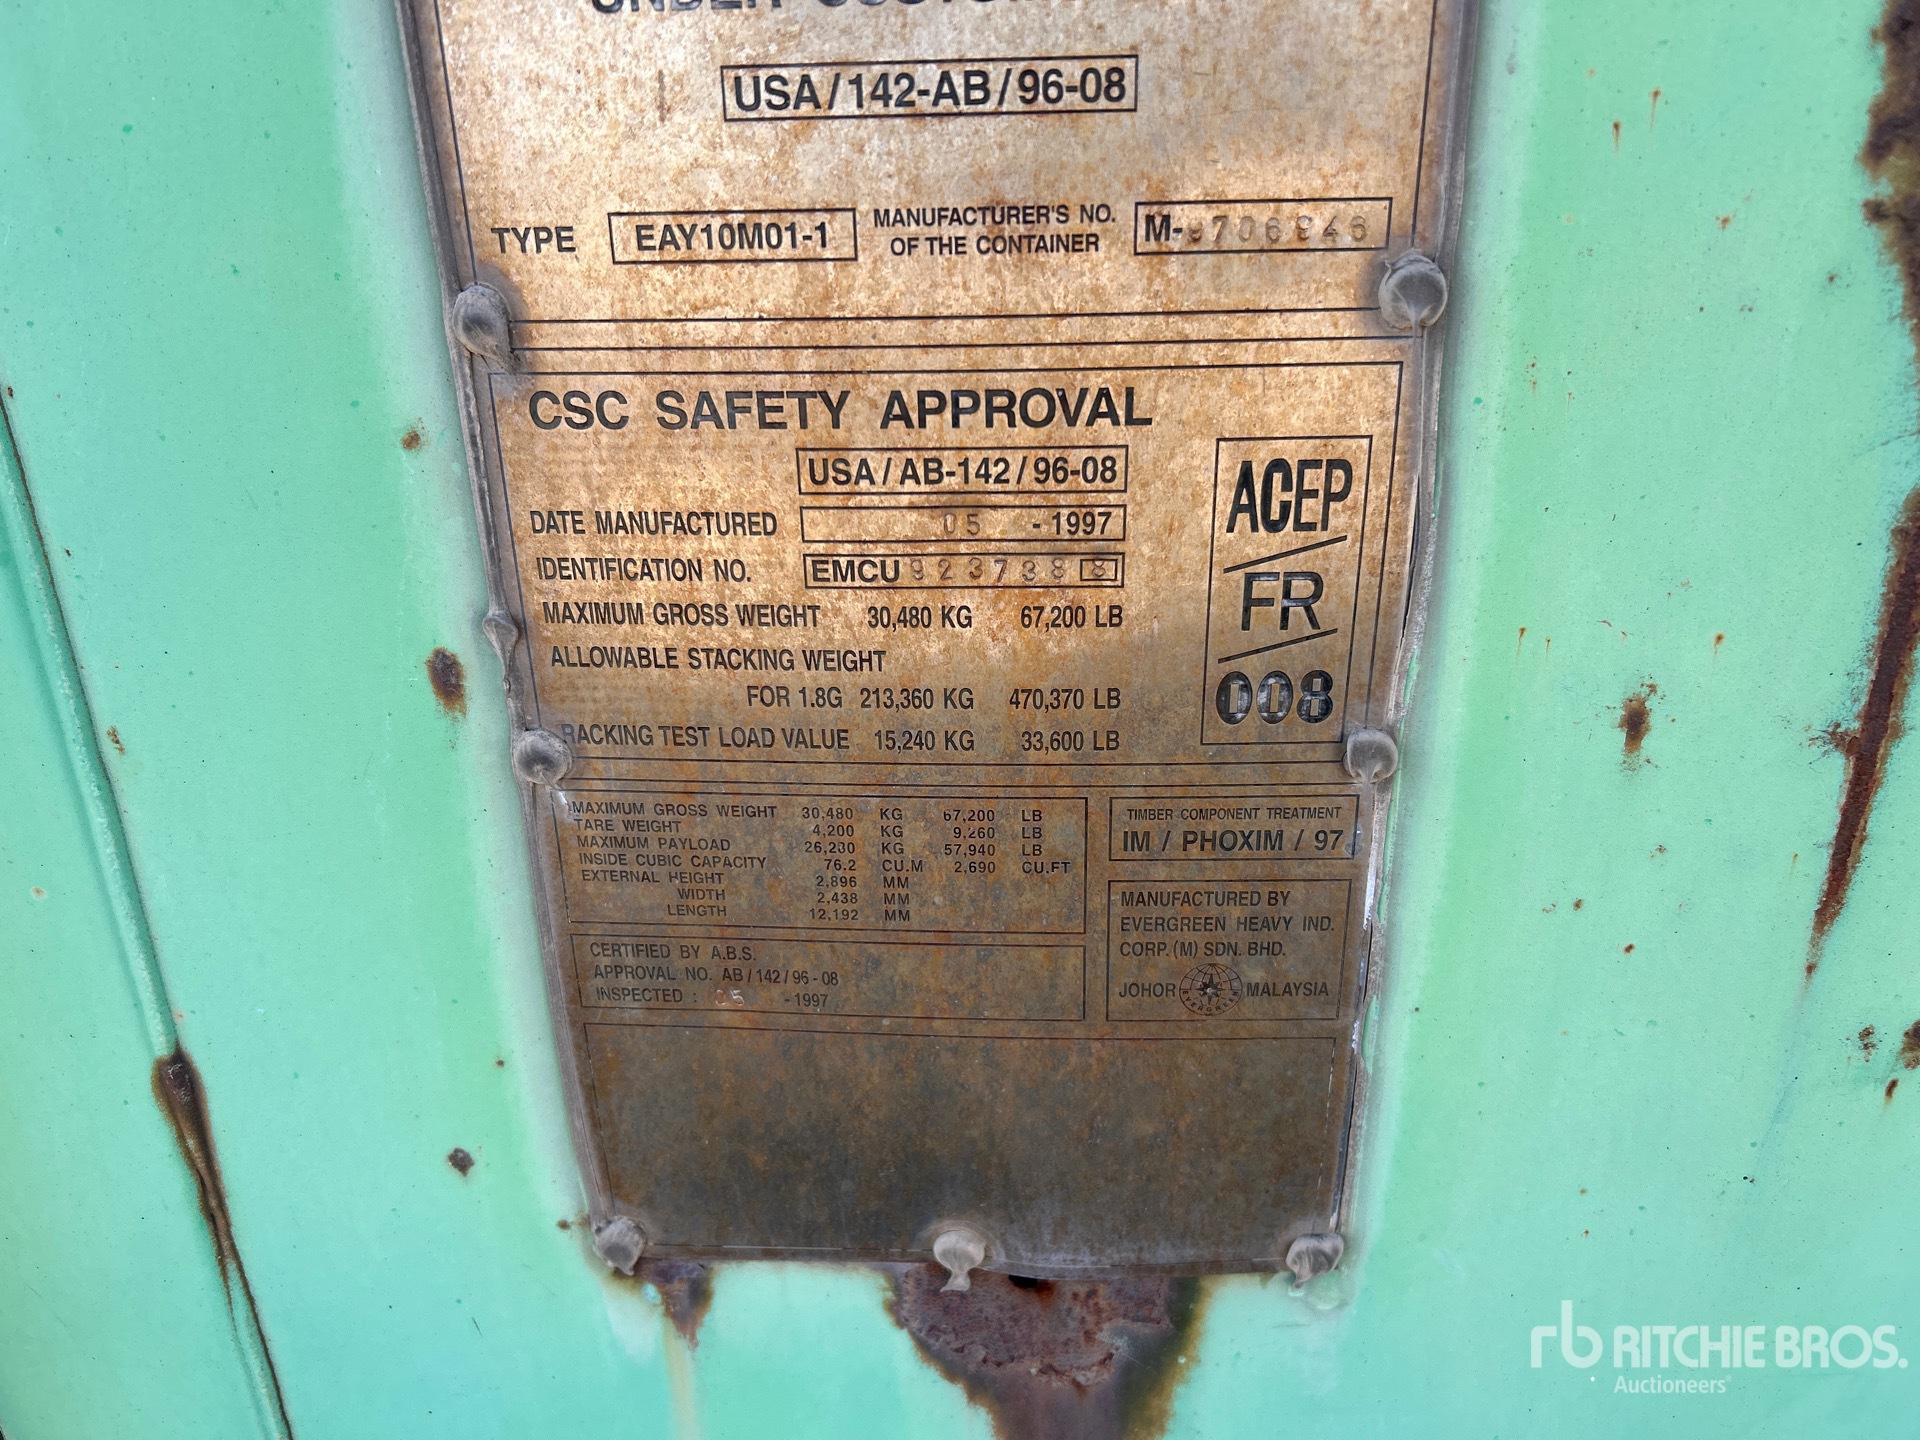 USA/142-AB/96-08
TYPE EAY10M01-1 MANUFACTURER'S NO. OF THE CONTAINER M-9706946
CSC SAFETY APPROVAL
USA/AB-142/96-08
DATE MANUFACTURED 05 - 1997
IDENTIFICATION NO. EMCU 923738 8
MAXIMUM GROSS WEIGHT 30,480 KG 67,200 LB
ALLOWABLE STACKING WEIGHT
FOR 1.8G 213,360 KG 470,370 LB
RACKING TEST LOAD VALUE 15,240 KG 33,600 LB
ACEP
FR
008
MAXIMUM GROSS WEIGHT 30,480 KG 67,200 LB
TARE WEIGHT 4,200 KG 9,260 LB
MAXIMUM PAYLOAD 26,280 KG 57,940 LB
INSIDE CUBIC CAPACITY 76.2 CU.M 2,690 CU.FT
EXTERNAL HEIGHT 2,896 MM
WIDTH 2,438 MM
LENGTH 12,192 MM
TIMBER COMPONENT TREATMENT
IM / PHOXIM / 97
MANUFACTURED BY
EVERGREEN HEAVY IND.
CORP. (M) SDN. BHD.
JOHOR EVERGREEN MALAYSIA
CERTIFIED BY A.B.S.
APPROVAL NO. AB/142/96-08
INSPECTED : 05 -1997
rb RITCHIE BROS.
Auctioneers